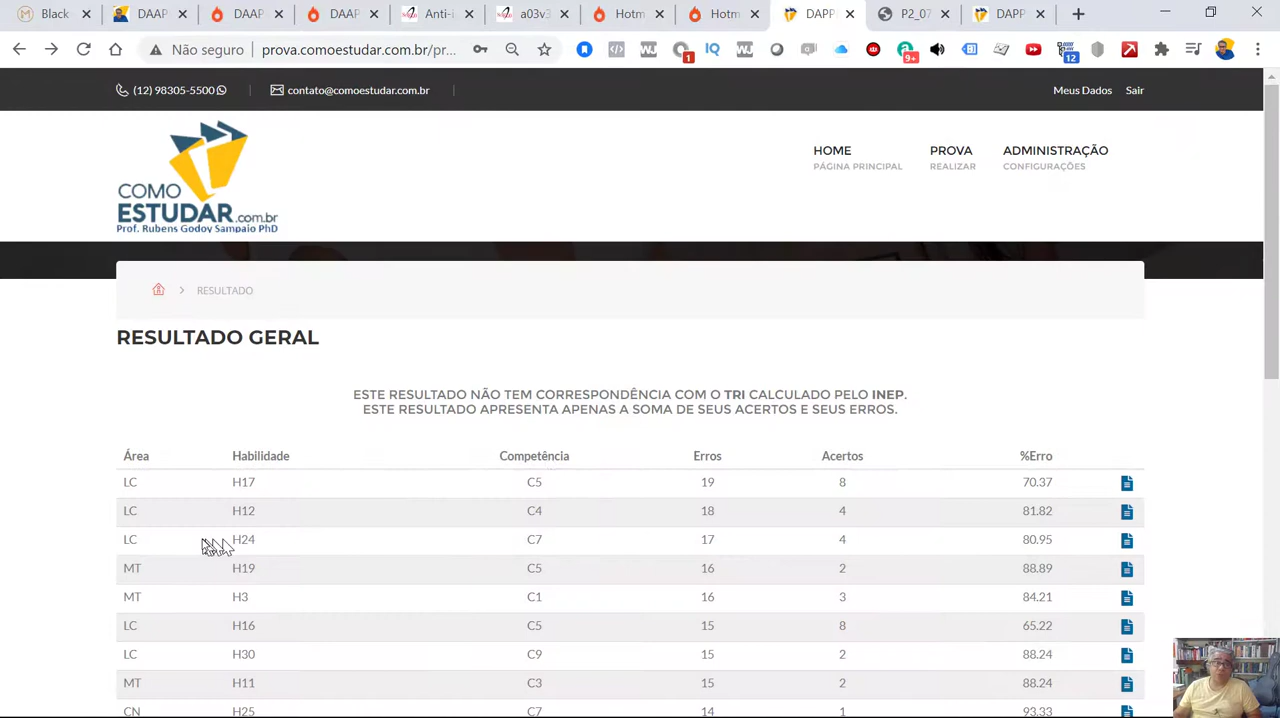 Black
DAAP
DAAP
DAAP
Anti-i
a03v3
Hotm
Hotm
DAPP
P2_07
DAPP
Não seguro
prova.comoestudar.com.br/pr...
1
IQ
9+
12
(12) 98305-5500
contato@comoestudar.com.br
Meus Dados
Sair
COMO
ESTUDAR.com.br
Prof. Rubens Godoy Sampaio PhD
HOME
PÁGINA PRINCIPAL
PROVA
REALIZAR
ADMINISTRAÇÃO
CONFIGURAÇÕES
RESULTADO
RESULTADO GERAL
ESTE RESULTADO NÃO TEM CORRESPONDÊNCIA COM O TRI CALCULADO PELO INEP.
ESTE RESULTADO APRESENTA APENAS A SOMA DE SEUS ACERTOS E SEUS ERROS.
Área Habilidade Competência Erros Acertos %Erro
LC H17 C5 19 8 70.37
LC H12 C4 18 4 81.82
LC H24 C7 17 4 80.95
MT H19 C5 16 2 88.89
MT H3 C1 16 3 84.21
LC H16 C5 15 8 65.22
LC H30 C9 15 2 88.24
MT H11 C3 15 2 88.24
CN H25 C7 14 1 93.33